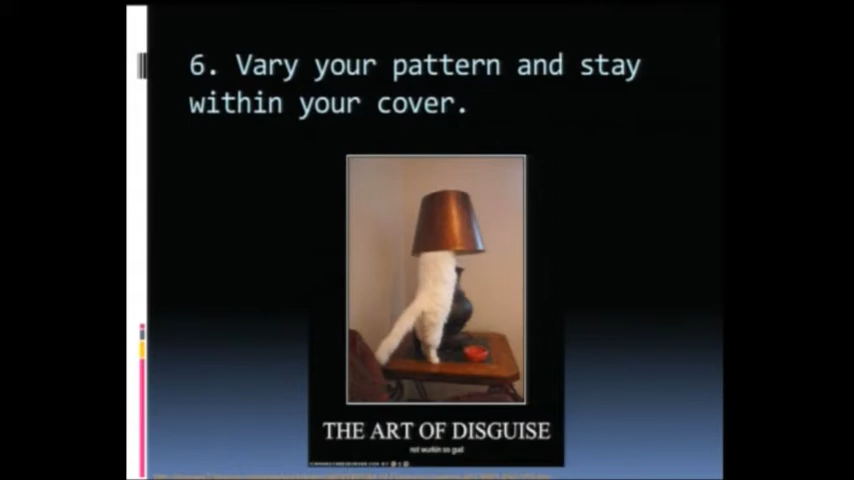 6. Vary your pattern and stay
within your cover.
THE ART OF DISGUISE
not workin so gud